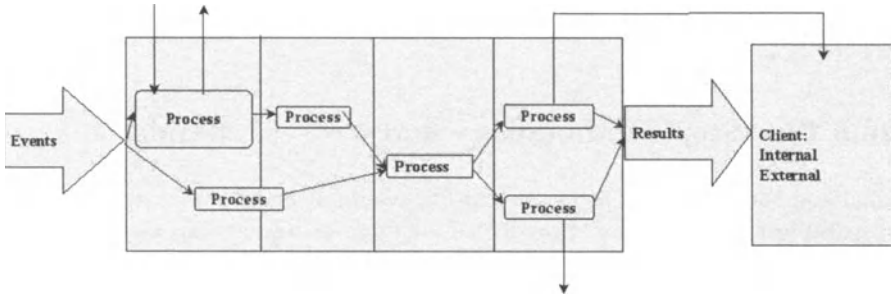 Events
Process
Process
Process
Process
Process
Process
Results
Client:
Internal
External